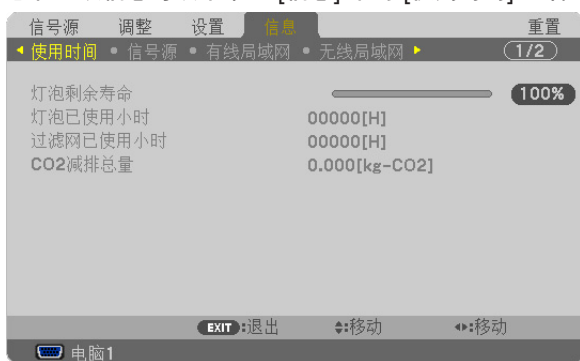 信号源 调整 设置 信息 重置
使用时间 • 信号源 • 有线局域网 • 无线局域网 1/2
灯泡剩余寿命 100%
灯泡已使用小时 00000[H]
过滤网已使用小时 00000[H]
CO2减排总量 0.000[kg-CO2]
EXIT:退出 :移动 :移动
电脑1